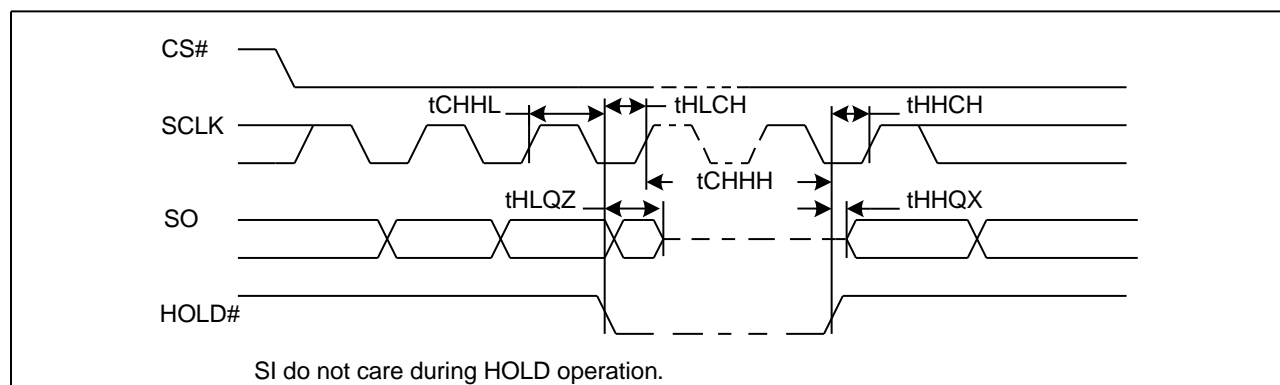 CS#
tCHHL
tHLCH
tHHCH
SCLK
tCHHH
tHLQZ
tHHQX
SO
HOLD#
SI do not care during HOLD operation.